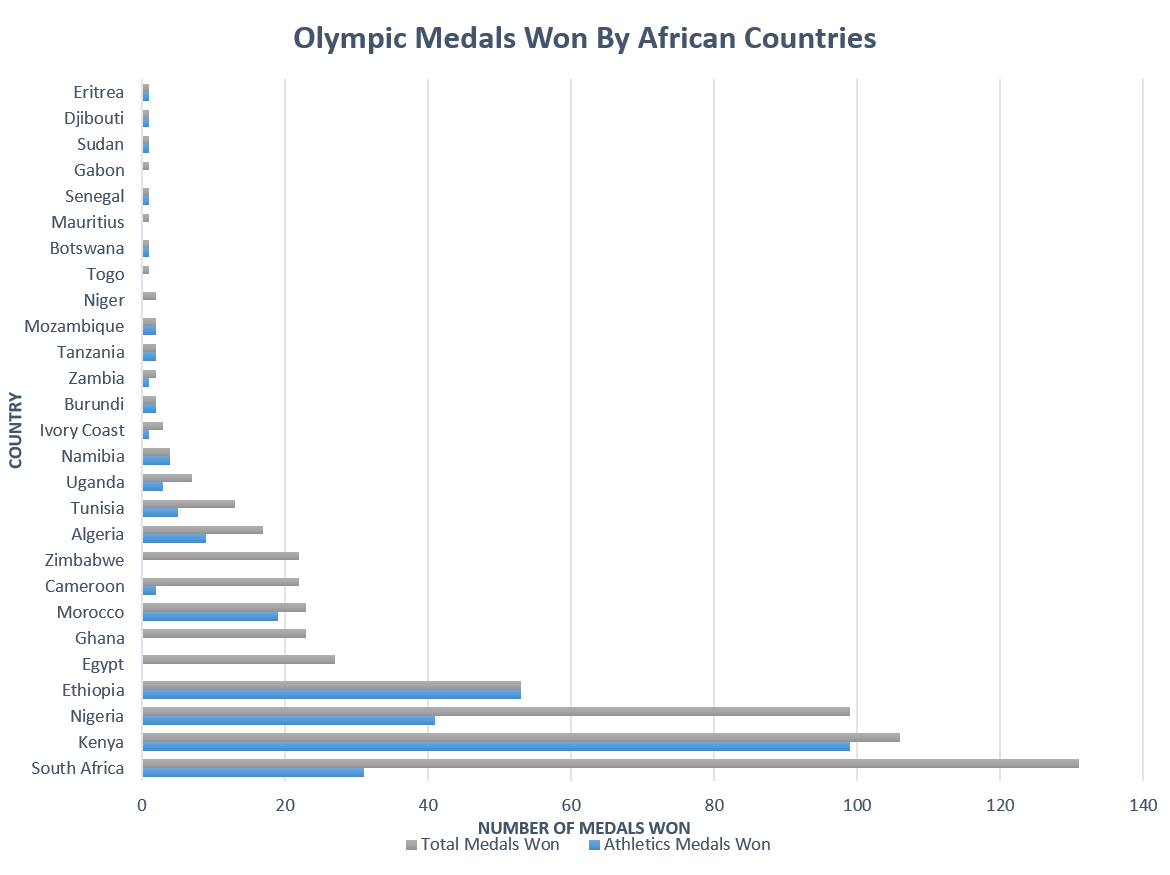 Olympic Medals Won By African Countries
Eritrea
Djibouti
Sudan
Gabon
Senegal
Mauritius
Botswana
Togo
Niger
Mozambique
Tanzania
Zambia
Burundi
Ivory Coast
Namibia
Uganda
Tunisia
Algeria
Zimbabwe
Cameroon
Morocco
Ghana
Egypt
Ethiopia
Nigeria
Kenya
South Africa
COUNTRY
0 20 40 60 80 100 120 140
NUMBER OF MEDALS WON
Total Medals Won Athletics Medals Won